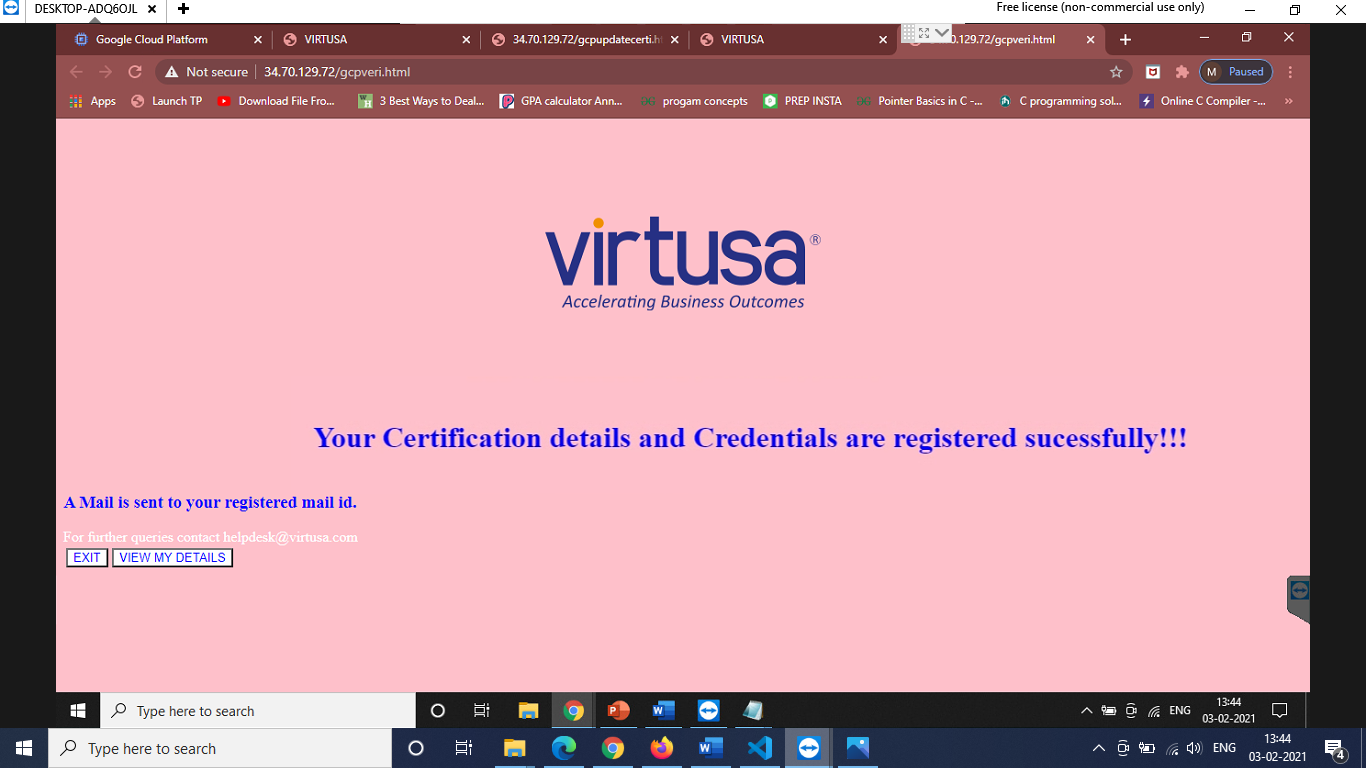 DESKTOP-ADQ6OJL
Free license (non-commercial use only)
Google Cloud Platform
VIRTUSA
34.70.129.72/gcpupdatecerti.h
VIRTUSA
.129.72/gcpveri.html
Not secure
34.70.129.72/gcpveri.html
M Paused
Apps
Launch TP
Download File Fro...
3 Best Ways to Deal...
GPA calculator Ann...
progam concepts
PREP INSTA
Pointer Basics in C -...
C programming sol...
Online C Compiler -...
»
virtusa®
Accelerating Business Outcomes
Your Certification details and Credentials are registered sucessfully!!!
A Mail is sent to your registered mail id.
For further queries contact helpdesk@virtusa.com
EXIT
VIEW MY DETAILS
Type here to search
ENG
13:44
03-02-2021
Type here to search
ENG
13:44
03-02-2021
4